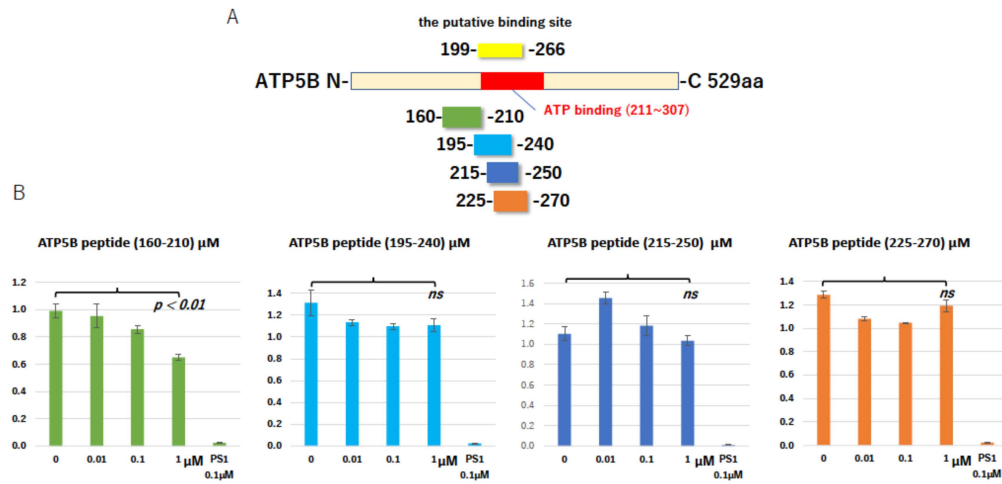 A
the putative binding site
199- -266
ATP5B N- -C 529aa
ATP binding (211~307)
160- -210
195- -240
215- -250
225- -270
B
ATP5B peptide (160-210) μM
1.2
1.0
0.8
0.6
0.4
0.2
0.0
p < 0.01
0 0.01 0.1 1 μM PS1
0.1μM
ATP5B peptide (195-240) μM
1.4
1.2
1.0
0.8
0.6
0.4
0.2
0.0
ns
0 0.01 0.1 1 μM PS1
0.1μM
ATP5B peptide (215-250) μM
1.6
1.4
1.2
1.0
0.8
0.6
0.4
0.2
0.0
ns
0 0.01 0.1 1 μM PS1
0.1μM
ATP5B peptide (225-270) μM
1.4
1.2
1.0
0.8
0.6
0.4
0.2
0.0
ns
0 0.01 0.1 1 μM PS1
0.1μM